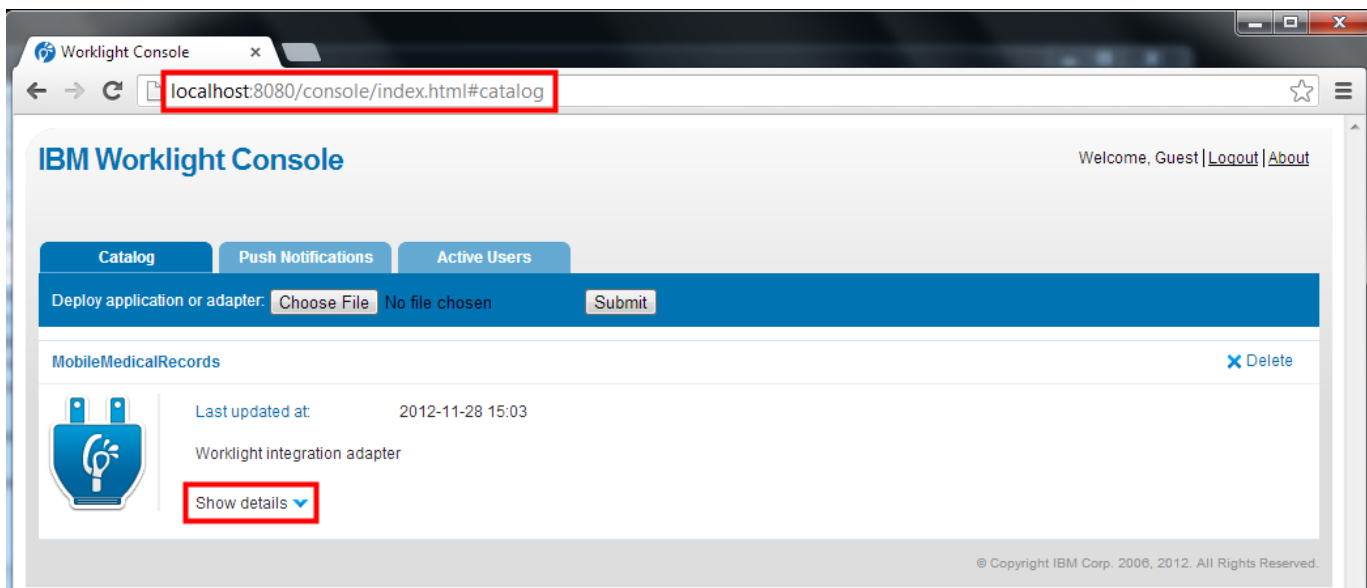 Worklight Console
localhost:8080/console/index.html#catalog
IBM Worklight Console
Welcome, Guest | Logout | About
Catalog
Push Notifications
Active Users
Deploy application or adapter: Choose File No file chosen Submit
MobileMedicalRecords
Delete
Last updated at: 2012-11-28 15:03
Worklight integration adapter
Show details
© Copyright IBM Corp. 2006, 2012. All Rights Reserved.